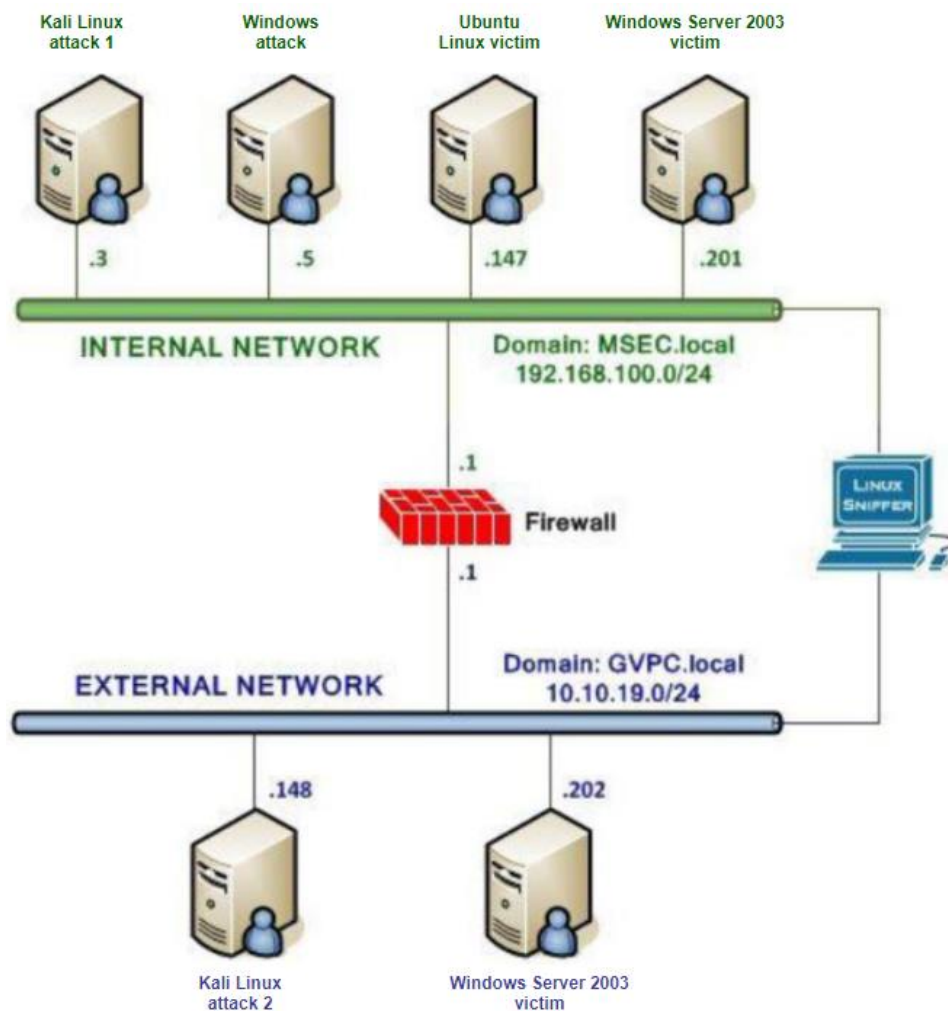 Kali Linux
attack 1
Windows
attack
Ubuntu
Linux victim
Windows Server 2003
victim
.3
.5
.147
.201
INTERNAL NETWORK
Domain: MSEC.local
192.168.100.0/24
.1
Firewall
LINUX
SNIFFER
.1
EXTERNAL NETWORK
Domain: GVPC.local
10.10.19.0/24
.148
.202
Kali Linux
attack 2
Windows Server 2003
victim